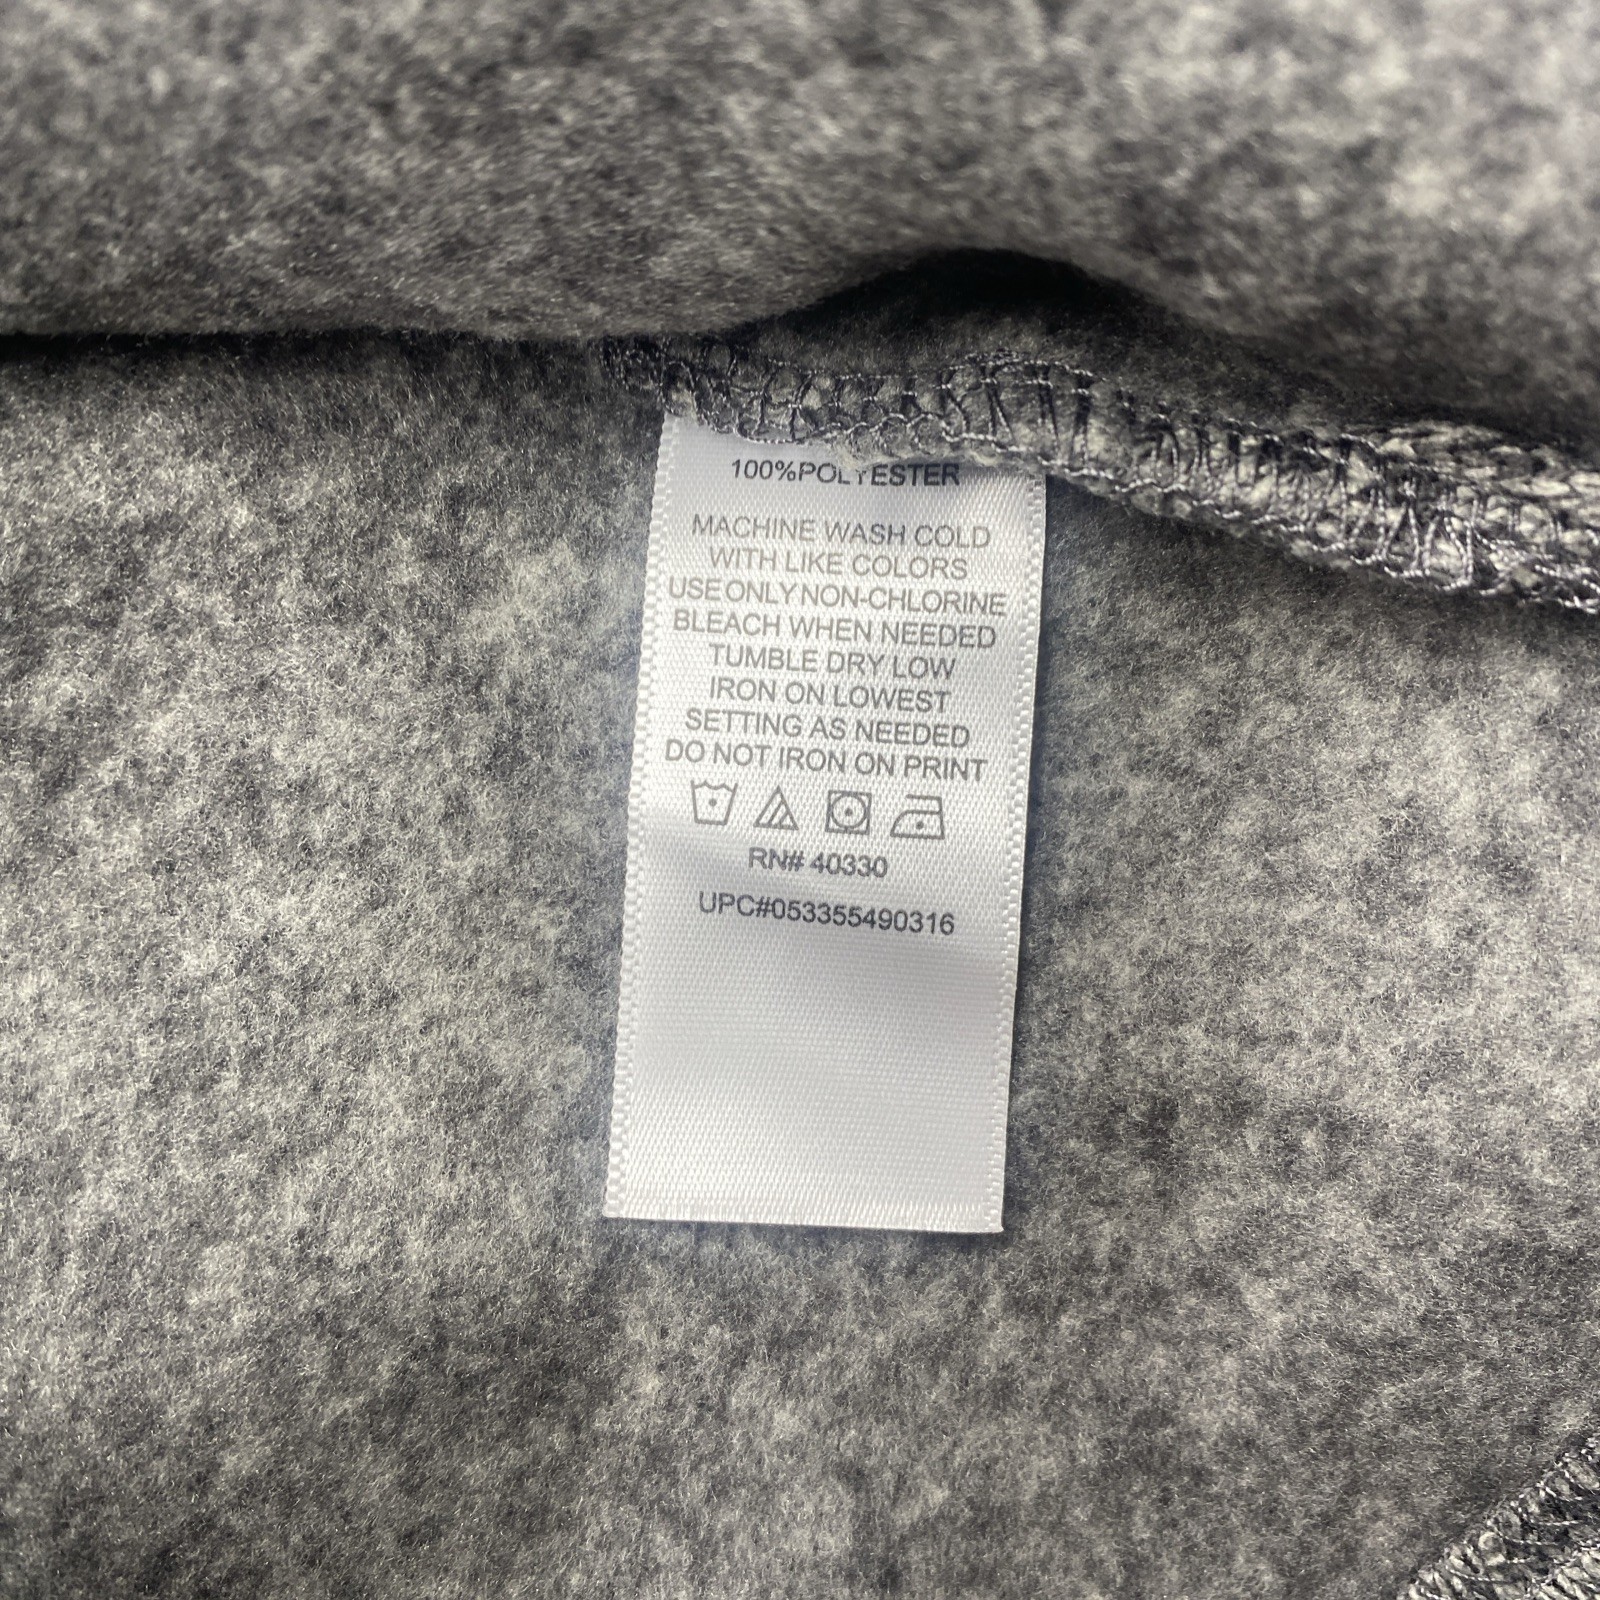 100%POLYESTER
MACHINE WASH COLD
WITH LIKE COLORS
USE ONLY NON-CHLORINE
BLEACH WHEN NEEDED
TUMBLE DRY LOW
IRON ON LOWEST
SETTING AS NEEDED
DO NOT IRON ON PRINT
RN# 40330
UPC#053355490316